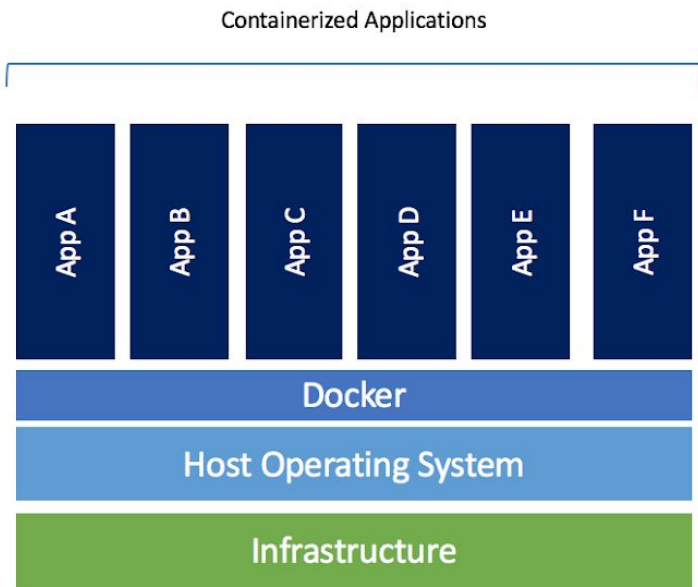 Containerized Applications
App A
App B
App C
App D
App E
App F
Docker
Host Operating System
Infrastructure